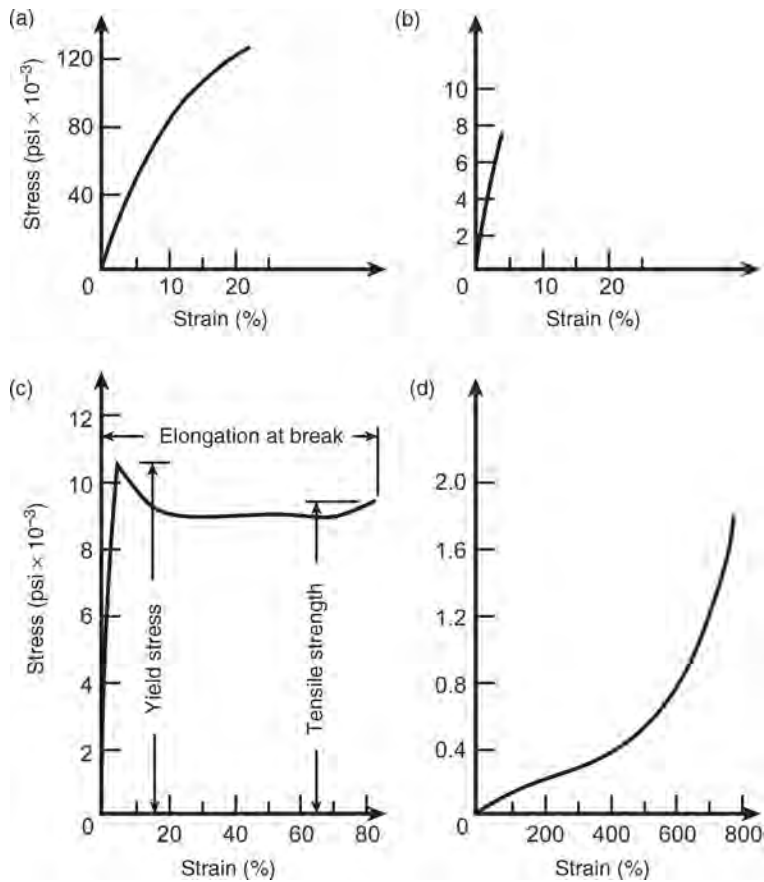 (a)
Stress (psi × 10⁻³)
120
80
40
0
10
20
Strain (%)
(b)
10
8
6
4
2
0
10
20
Strain (%)
(c)
Stress (psi × 10⁻³)
12
10
8
6
4
2
0
20
40
60
80
Elongation at break
Yield stress
Tensile strength
Strain (%)
(d)
2.0
1.6
1.2
0.8
0.4
0
200
400
600
800
Strain (%)